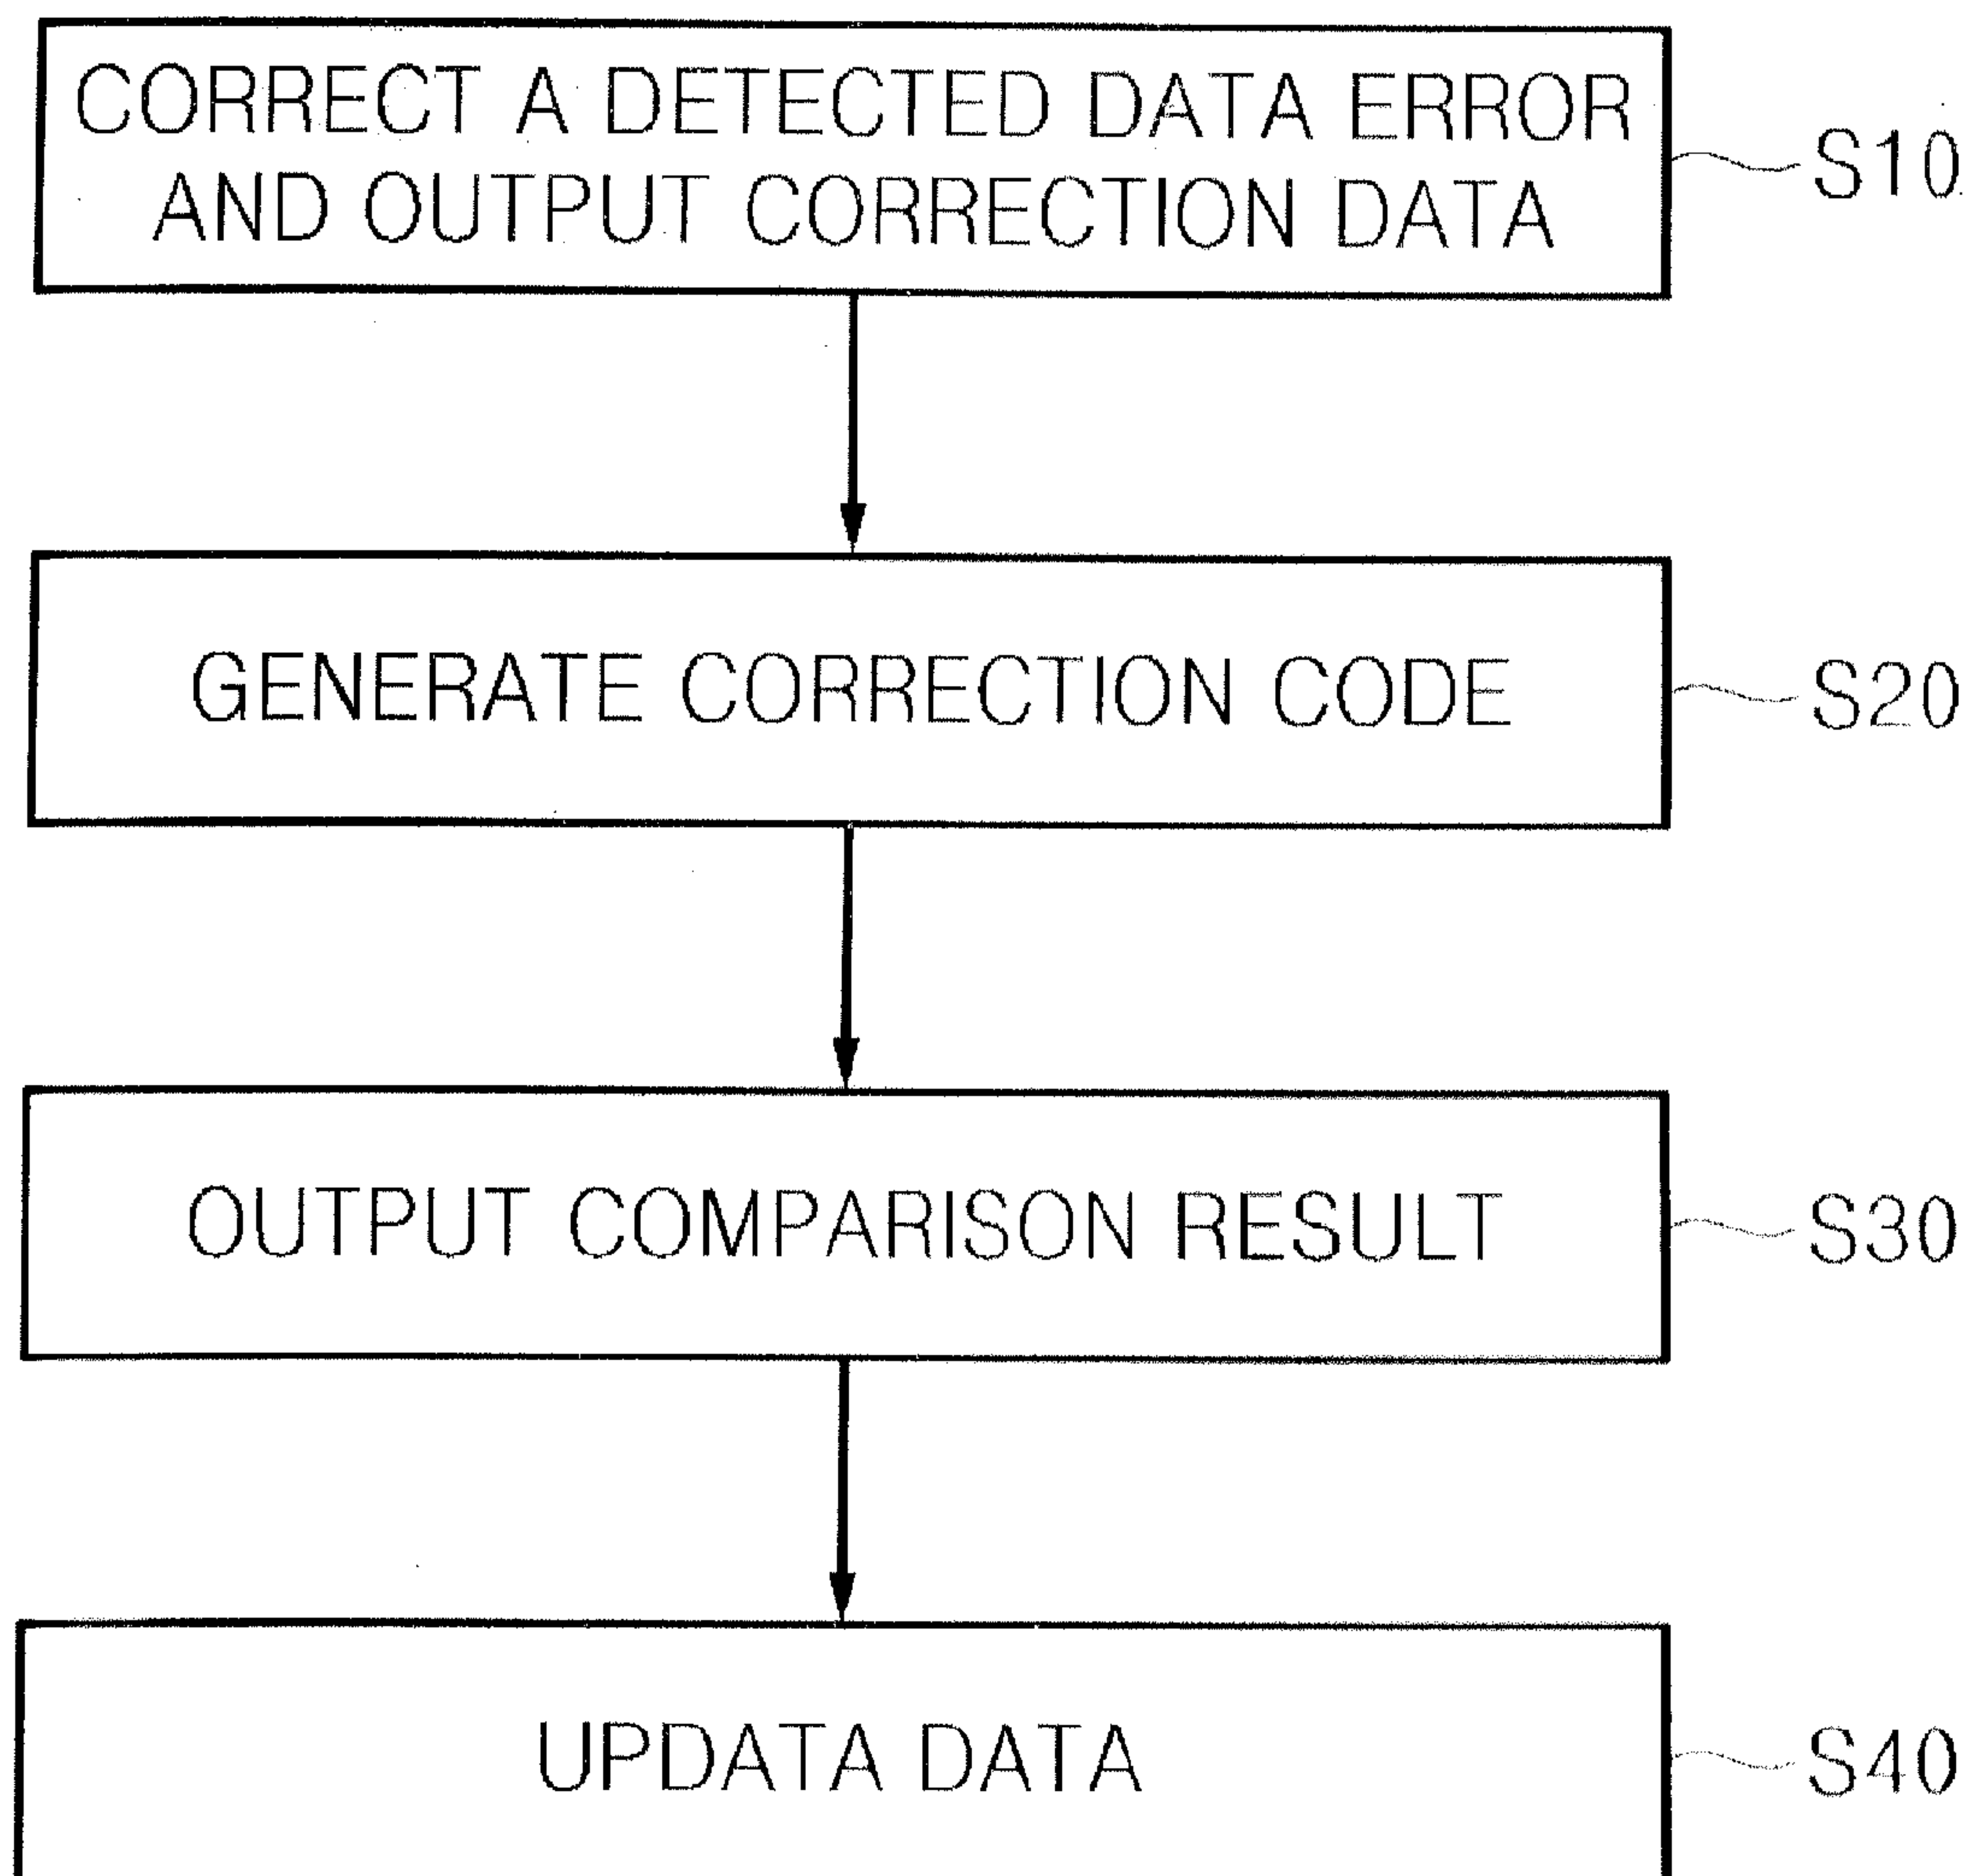 CORRECT A DETECTED DATA ERROR
AND OUTPUT CORRECTION DATA
S10
GENERATE CORRECTION CODE
S20
OUTPUT COMPARISON RESULT
S30
UPDATA DATA
S40